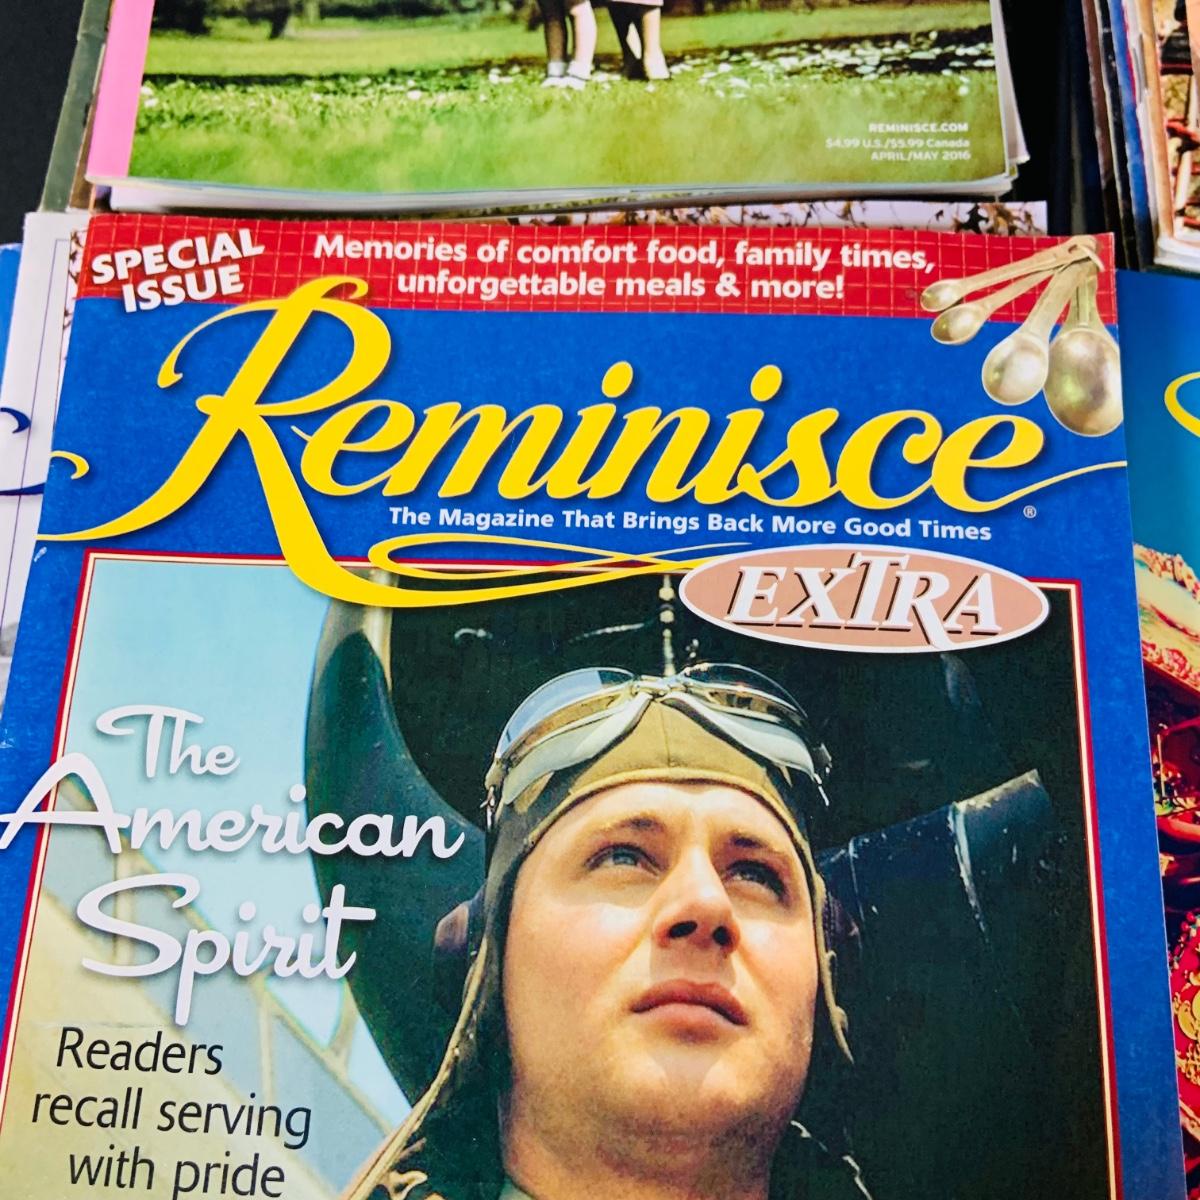 REMINISCE.COM
$4.99 U.S./$5.99 Canada
APRIL/MAY 2016
SPECIAL
ISSUE
Memories of comfort food, family times,
unforgettable meals & more!
Reminisce®
The Magazine That Brings Back More Good Times
EXTRA
The
American
Spirit
Readers
recall serving
with pride